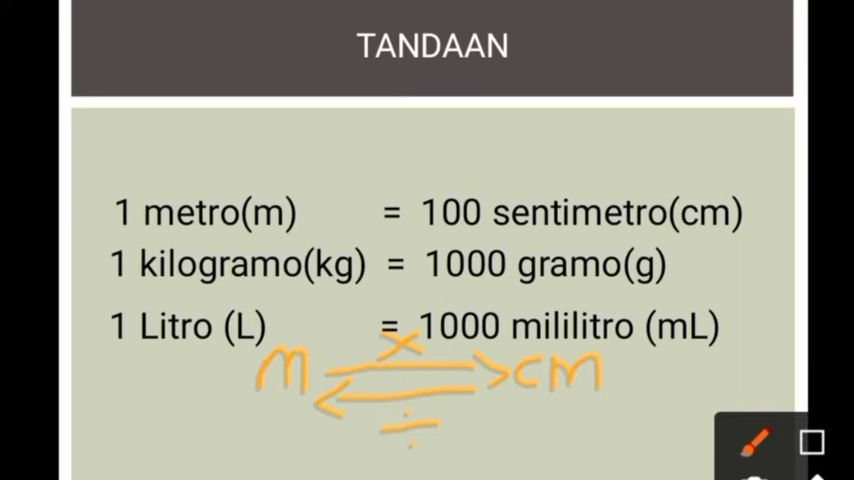 TANDAAN
1 metro(m) = 100 sentimetro(cm)
1 kilogramo(kg) = 1000 gramo(g)
1 Litro (L) = 1000 mililitro (mL)
x
m cm
÷